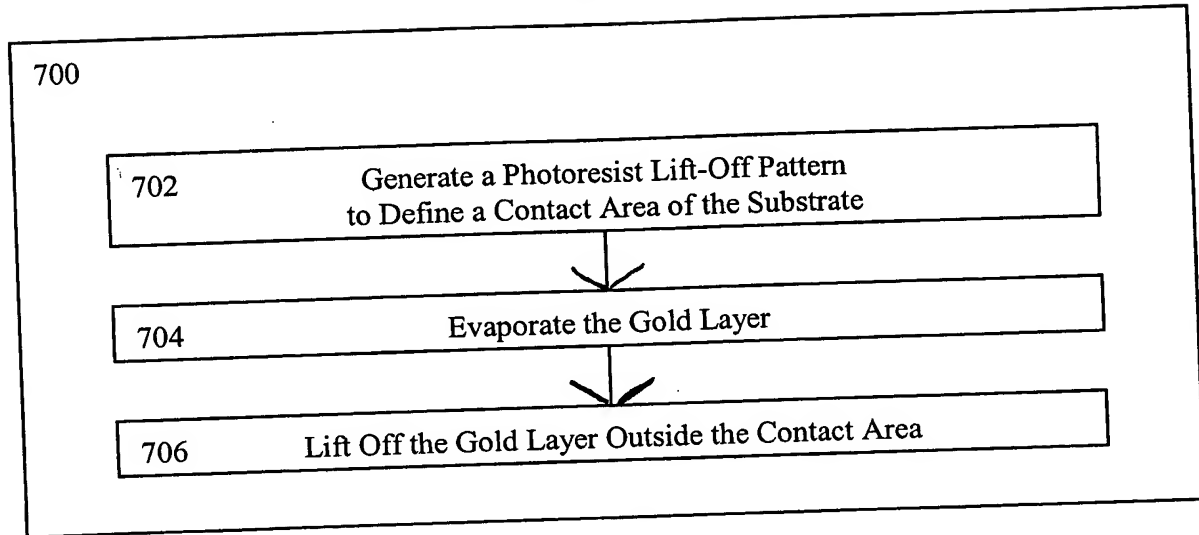 700
702 Generate a Photoresist Lift-Off Pattern
to Define a Contact Area of the Substrate
704 Evaporate the Gold Layer
706 Lift Off the Gold Layer Outside the Contact Area